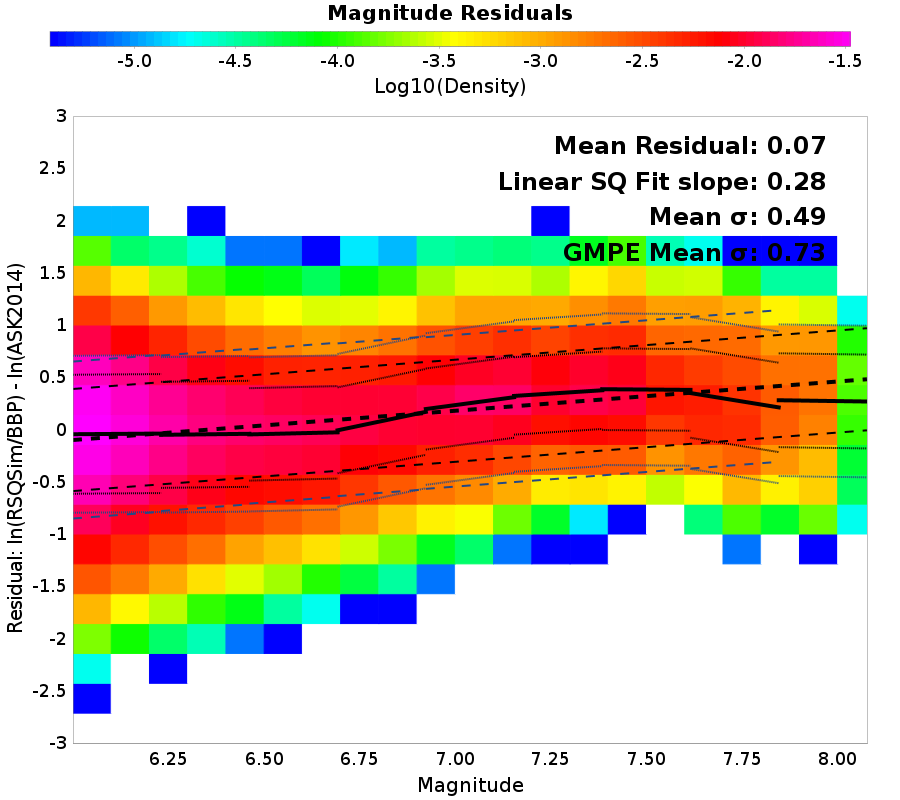 Magnitude Residuals
-5.0 -4.5 -4.0 -3.5 -3.0 -2.5 -2.0 -1.5
Log10(Density)
Mean Residual: 0.07
Linear SQ Fit slope: 0.28
Mean σ: 0.49
GMPE Mean σ: 0.73
Residual: ln(RSQSim/BBP) - ln(ASK2014)
3
2.5
2
1.5
1
0.5
0
-0.5
-1
-1.5
-2
-2.5
-3
6.25 6.50 6.75 7.00 7.25 7.50 7.75 8.00
Magnitude